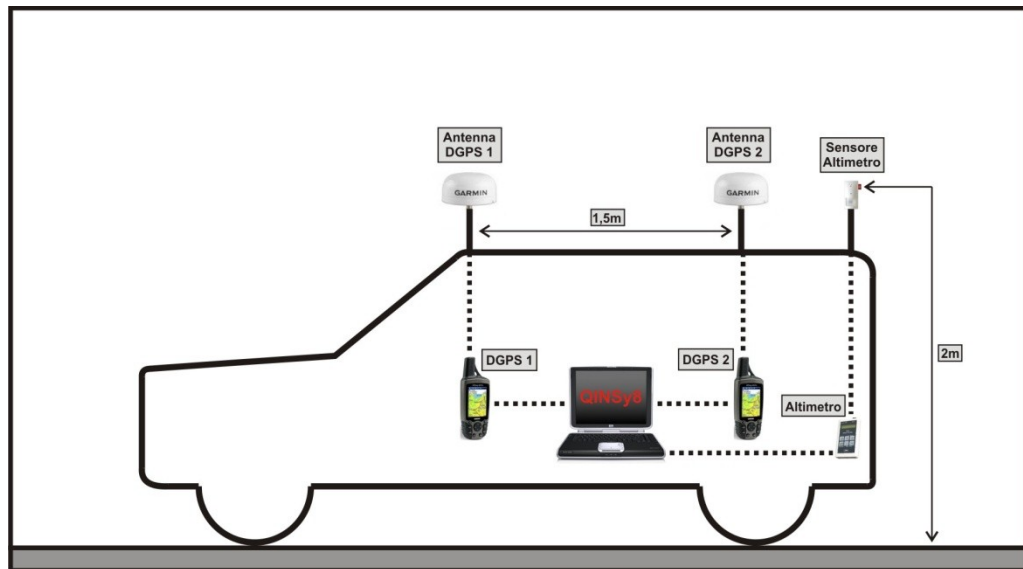 Antenna
DGPS 1
Antenna
DGPS 2
Sensore
Altimetro
GARMIN
GARMIN
1,5m
2m
DGPS 1
DGPS 2
QINSy8
Altimetro